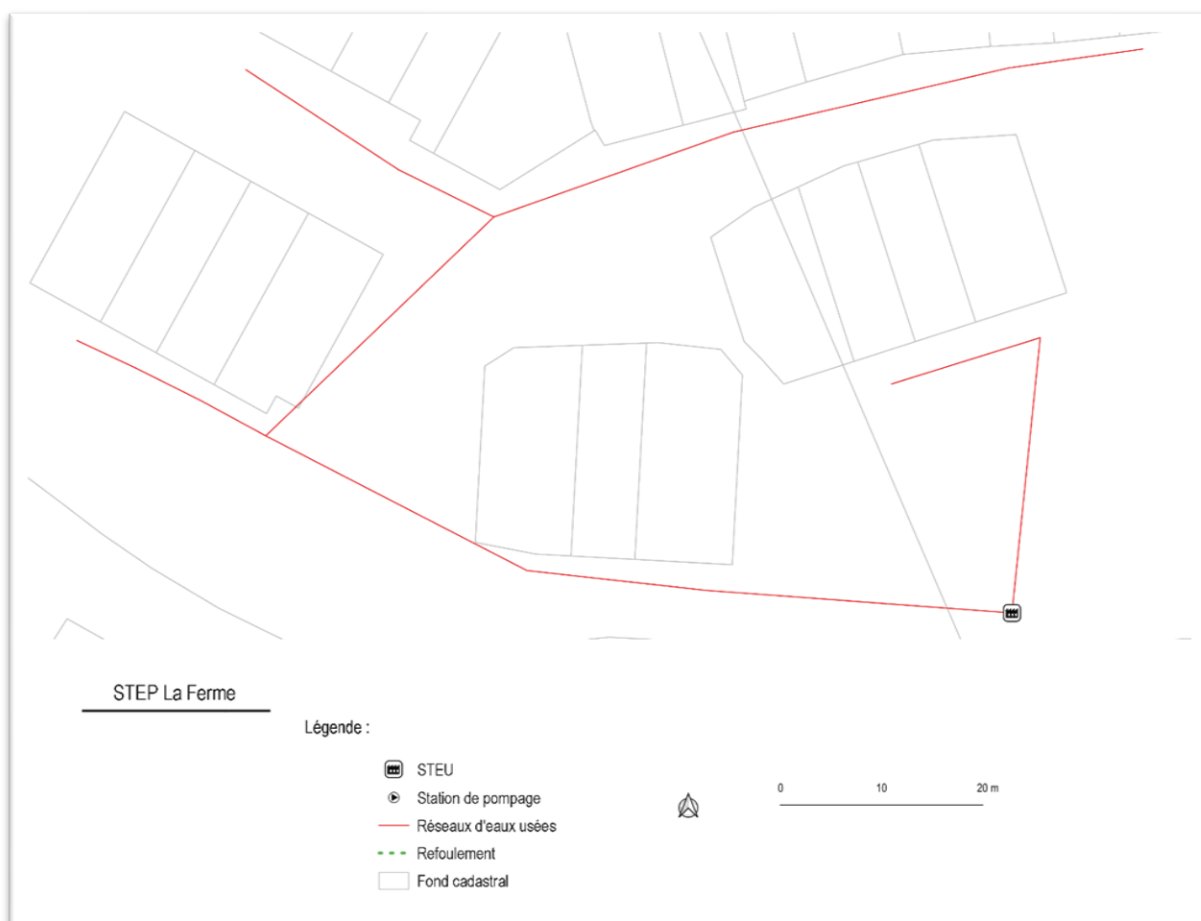 STEP La Ferme
Légende :
STEU
Station de pompage
Réseaux d'eaux usées
Refoulement
Fond cadastral
0 10 20 m